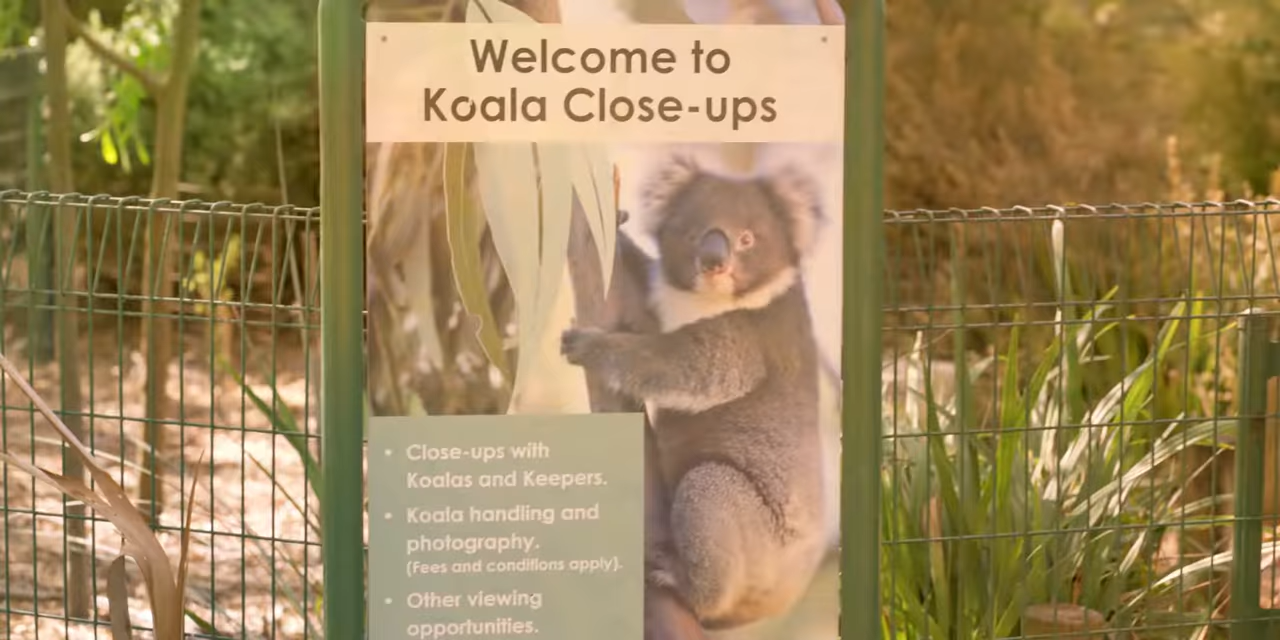 Welcome to
Koala Close-ups
• Close-ups with
Koalas and Keepers.
• Koala handling and
photography.
(Fees and conditions apply).
• Other viewing
opportunities.